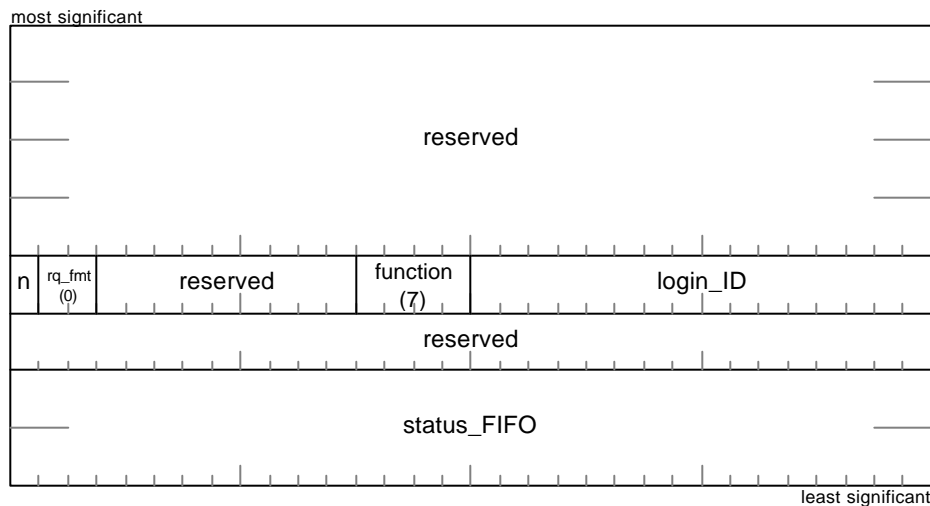 most significant
reserved
n
rq_fmt
(0)
reserved
function
(7)
login_ID
reserved
status_FIFO
least significant